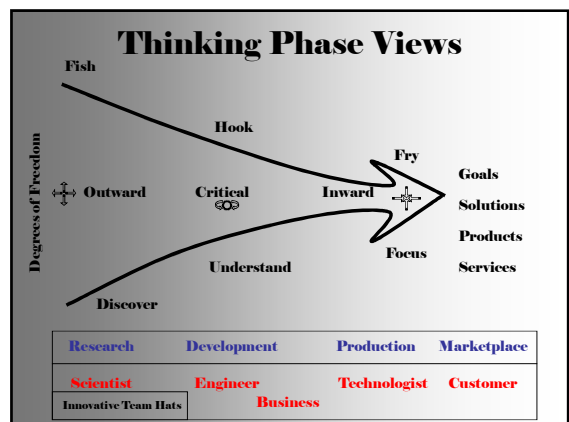 Thinking Phase Views
Fish
Hook
Fry
Degrees of Freedom
Outward
Critical
Inward
Goals
Solutions
Products
Services
Focus
Understand
Discover
Research Development Production Marketplace
Scientist Engineer Technologist Customer
Innovative Team Hats Business